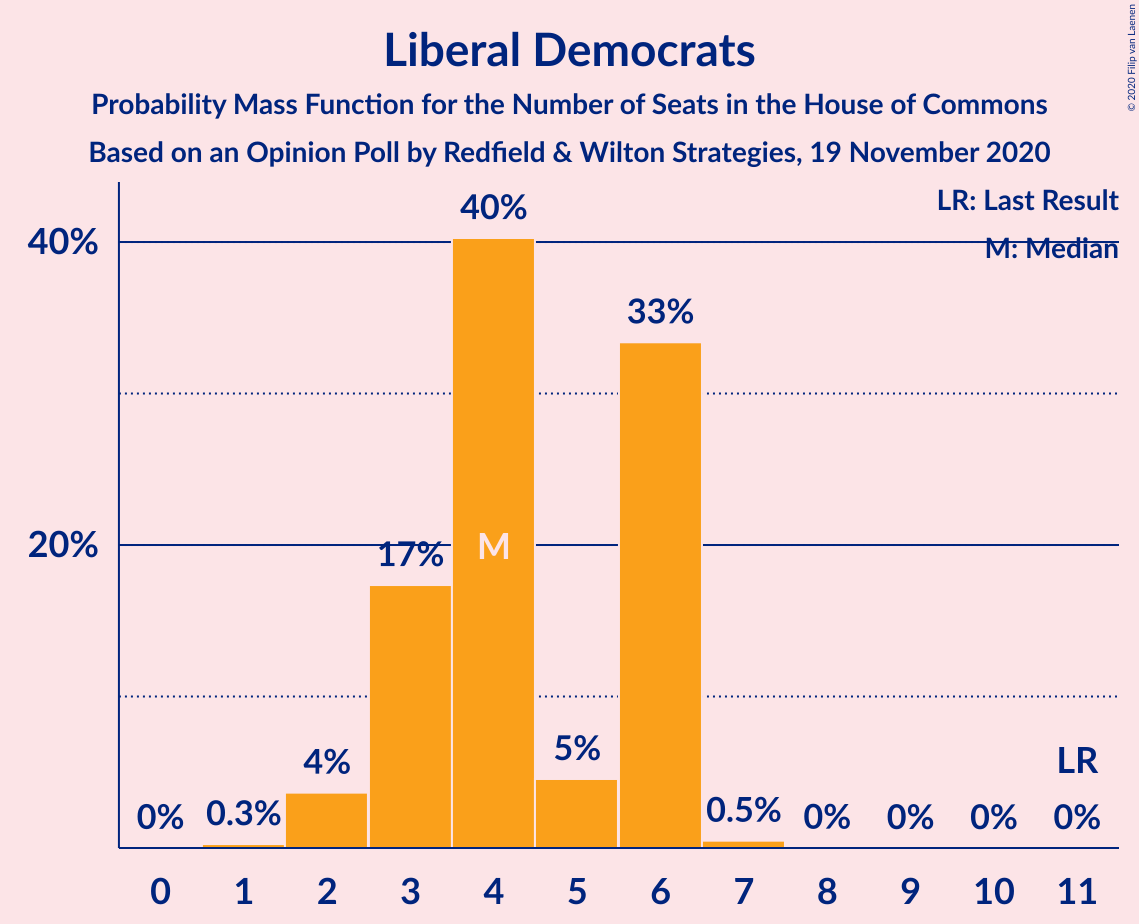 Liberal Democrats
Probability Mass Function for the Number of Seats in the House of Commons
Based on an Opinion Poll by Redfield & Wilton Strategies, 19 November 2020
© 2020 Filip van Laenen
LR: Last Result
M: Median
40%
20%
0%
0.3%
4%
17%
40%
M
5%
33%
0.5%
0%
0%
0%
LR
0%
0 1 2 3 4 5 6 7 8 9 10 11